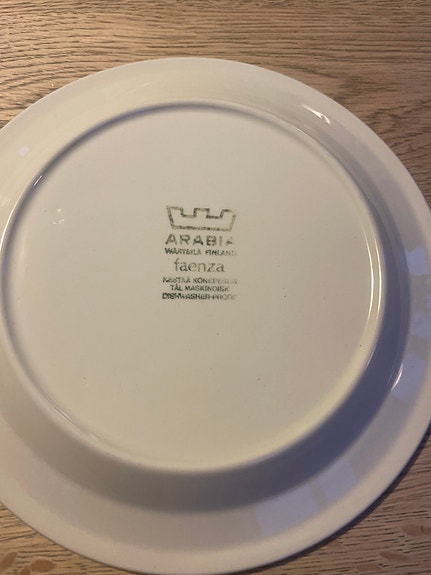 ARABIA
WÄRTSILÄ FINLAND
faenza
KESTÄÄ KONEPESUN
TÅL MASKINDISK
DISHWASHER-PROOF